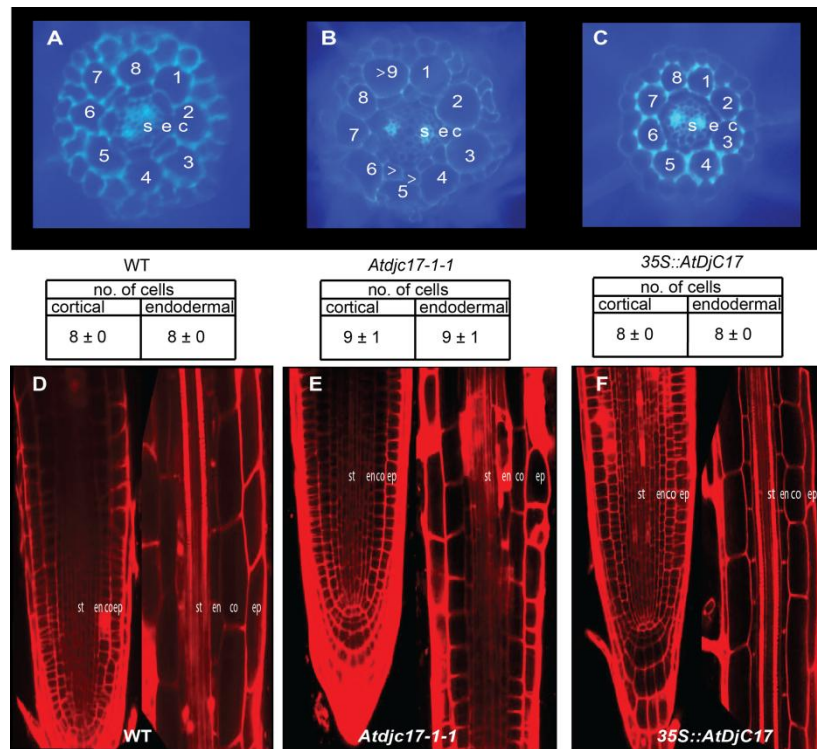 A
8
7
1
6
2
s e c
5
3
4
B
>9
1
8
2
7
s e c
3
6
>
>
5
4
C
8
1
7
2
s e c
6
3
5
4
WT
no. of cells
cortical endodermal
8 ± 0 8 ± 0
Atdjc17-1-1
no. of cells
cortical endodermal
9 ± 1 9 ± 1
35S::AtDjC17
no. of cells
cortical endodermal
8 ± 0 8 ± 0
D
st en co ep
st en co ep
WT
E
st en co ep
st en co ep
Atdjc17-1-1
F
st en co ep
st en co ep
35S::AtDjC17